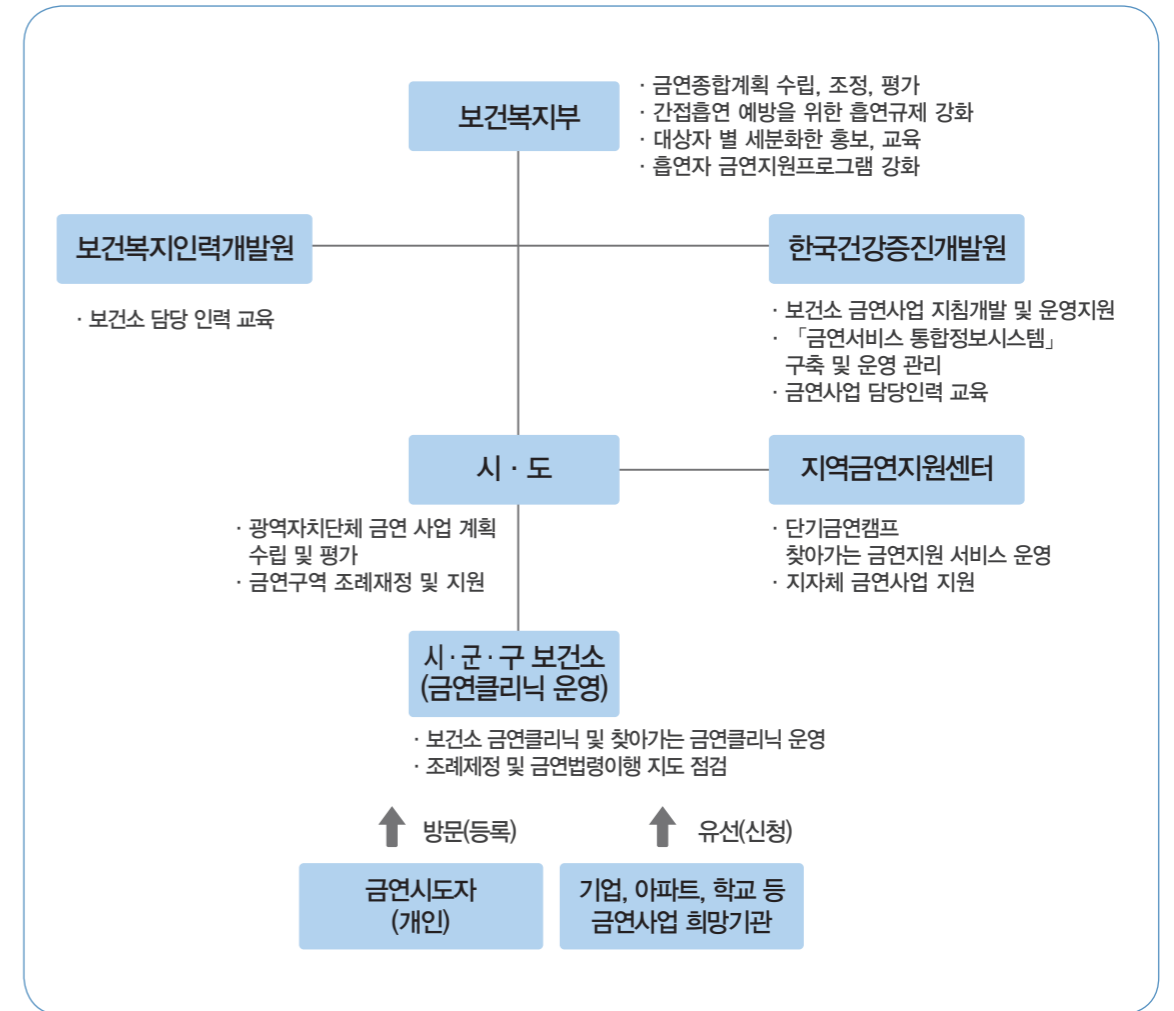 보건복지부
· 금연종합계획 수립, 조정, 평가
· 간접흡연 예방을 위한 흡연규제 강화
· 대상자 별 세분화한 홍보, 교육
· 흡연자 금연지원프로그램 강화
보건복지인력개발원
· 보건소 담당 인력 교육
한국건강증진개발원
· 보건소 금연사업 지침개발 및 운영지원
· 「금연서비스 통합정보시스템」
구축 및 운영 관리
· 금연사업 담당인력 교육
시 · 도
· 광역자치단체 금연 사업 계획
수립 및 평가
· 금연구역 조례재정 및 지원
지역금연지원센터
· 단기금연캠프
찾아가는 금연지원 서비스 운영
· 지자체 금연사업 지원
시 · 군 · 구 보건소
(금연클리닉 운영)
· 보건소 금연클리닉 및 찾아가는 금연클리닉 운영
· 조례제정 및 금연법령이행 지도 점검
방문(등록)
유선(신청)
금연시도자
(개인)
기업, 아파트, 학교 등
금연사업 희망기관